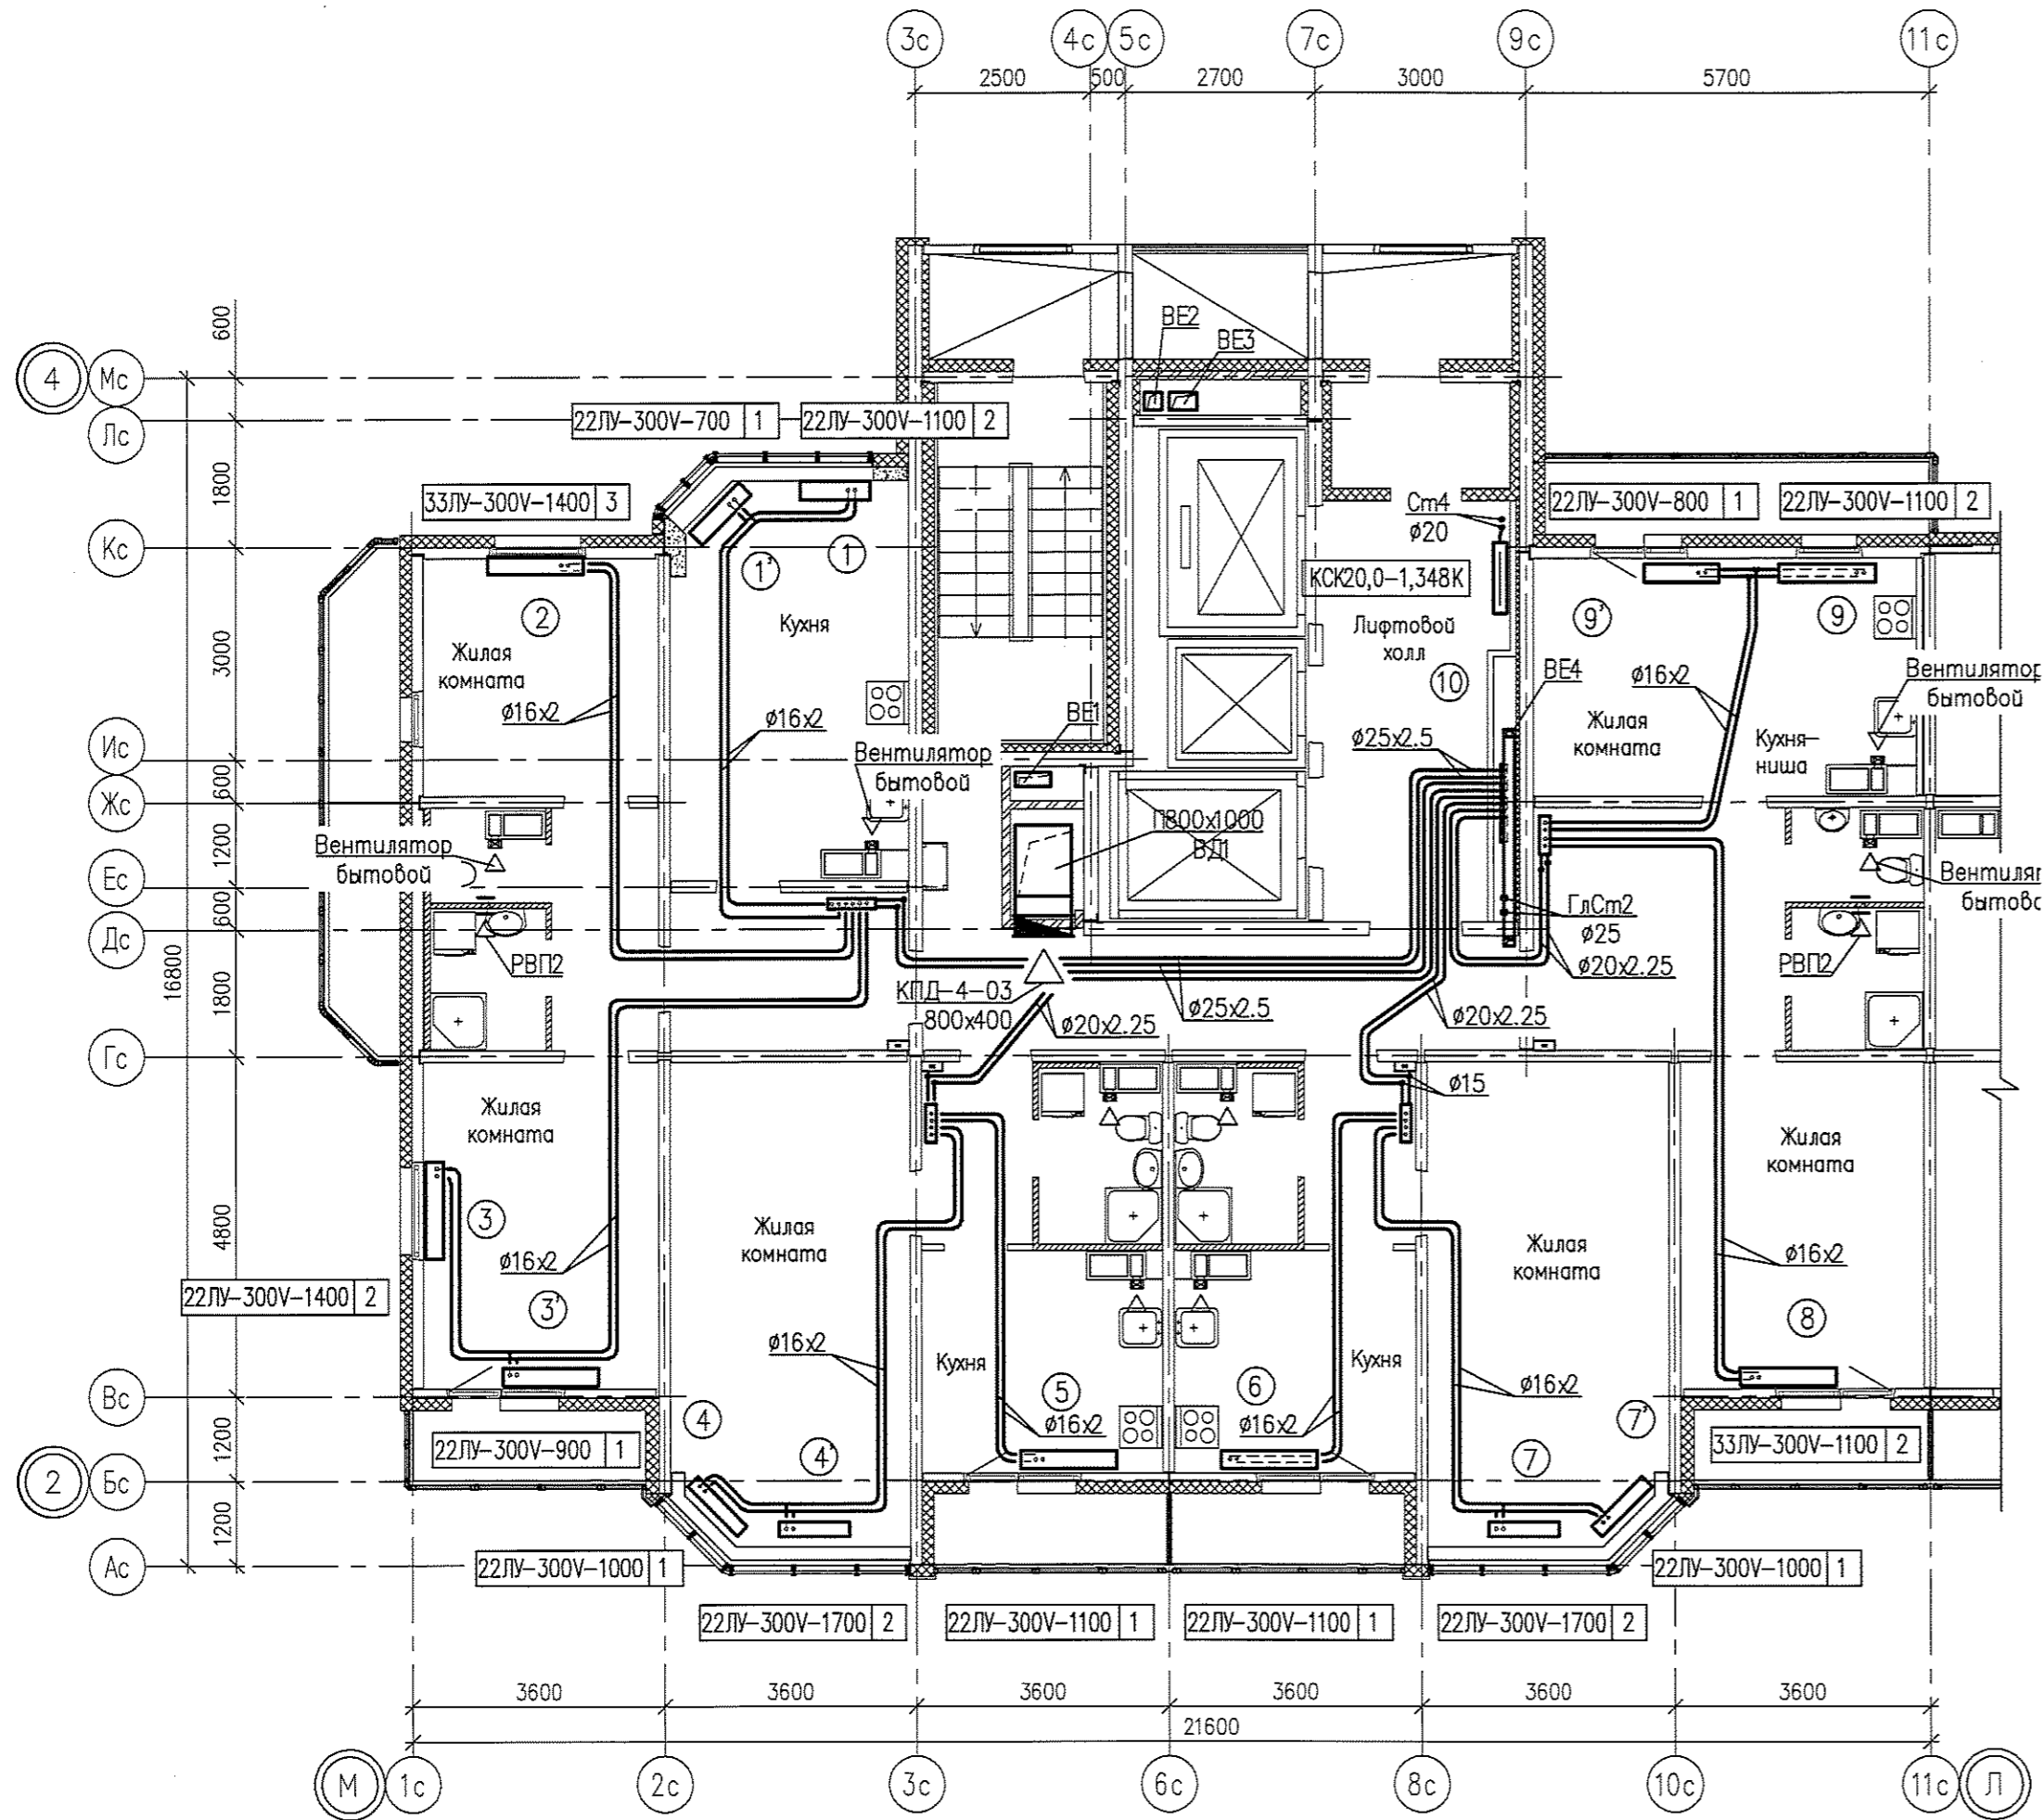 3с
4с
5с
7с
9с
11с
2500
500
2700
3000
5700
600
4
Мс
Лс
Кс
Ис
Жс
Ес
Дс
Гс
Вс
2
Бс
Ас
1800
3000
600
1200
600
1800
4800
1200
1200
16800
ВЕ2
ВЕ3
22ЛУ-300V-700 1
22ЛУ-300V-1100 2
33ЛУ-300V-1400 3
22ЛУ-300V-800 1
22ЛУ-300V-1100 2
Ст4
ø20
КСК20,0-1,348К
1'
1
2
Кухня
Жилая
комната
ø16х2
ø16х2
Лифтовой
холл
10
ВЕ4
9'
9
ø16х2
Жилая
комната
Кухня-
ниша
Вентилятор
бытовой
ВЕ1
Вентилятор
бытовой
ø25х2.5
П800х1000
ВД1
Вентилятор
бытовой
ГлСт2
ø25
ø20х2.25
РВП2
РВП2
КПД-4-03
800х400
ø20х2.25
ø25х2.5
ø20х2.25
ø15
Жилая
комната
3
ø16х2
3'
22ЛУ-300V-1400 2
Жилая
комната
ø16х2
Кухня
5
ø16х2
6
ø16х2
Кухня
Жилая
комната
ø16х2
Жилая
комната
ø16х2
8
4
4'
7
7'
22ЛУ-300V-900 1
33ЛУ-300V-1100 2
22ЛУ-300V-1000 1
22ЛУ-300V-1000 1
22ЛУ-300V-1700 2
22ЛУ-300V-1100 1
22ЛУ-300V-1100 1
22ЛУ-300V-1700 2
3600
3600
3600
3600
3600
3600
21600
М
1с
2с
3с
6с
8с
10с
11с
Л